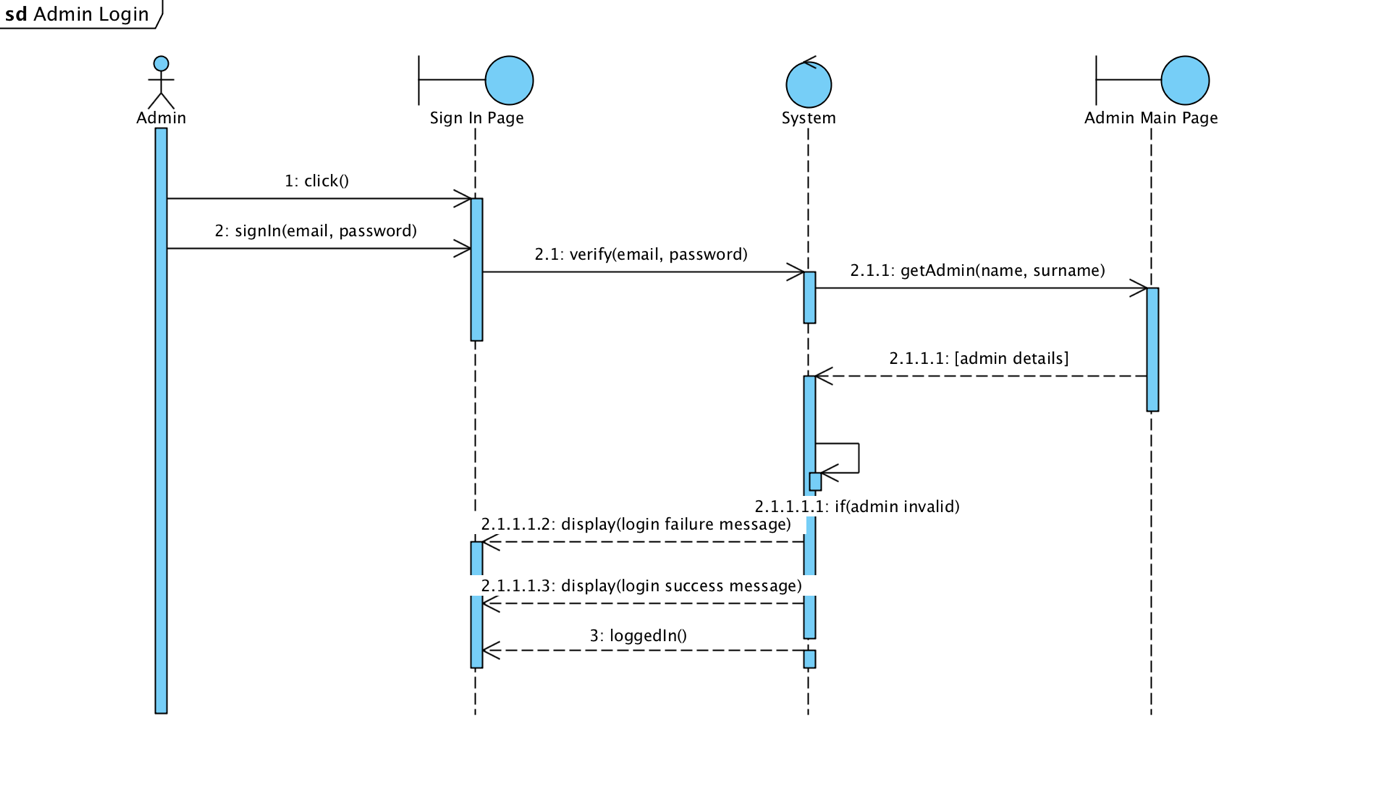 sd Admin Login
Admin
Sign In Page
System
Admin Main Page
1: click()
2: signIn(email, password)
2.1: verify(email, password)
2.1.1: getAdmin(name, surname)
2.1.1.1: [admin details]
2.1.1.1.1: if(admin invalid)
2.1.1.1.2: display(login failure message)
2.1.1.1.3: display(login success message)
3: loggedIn()